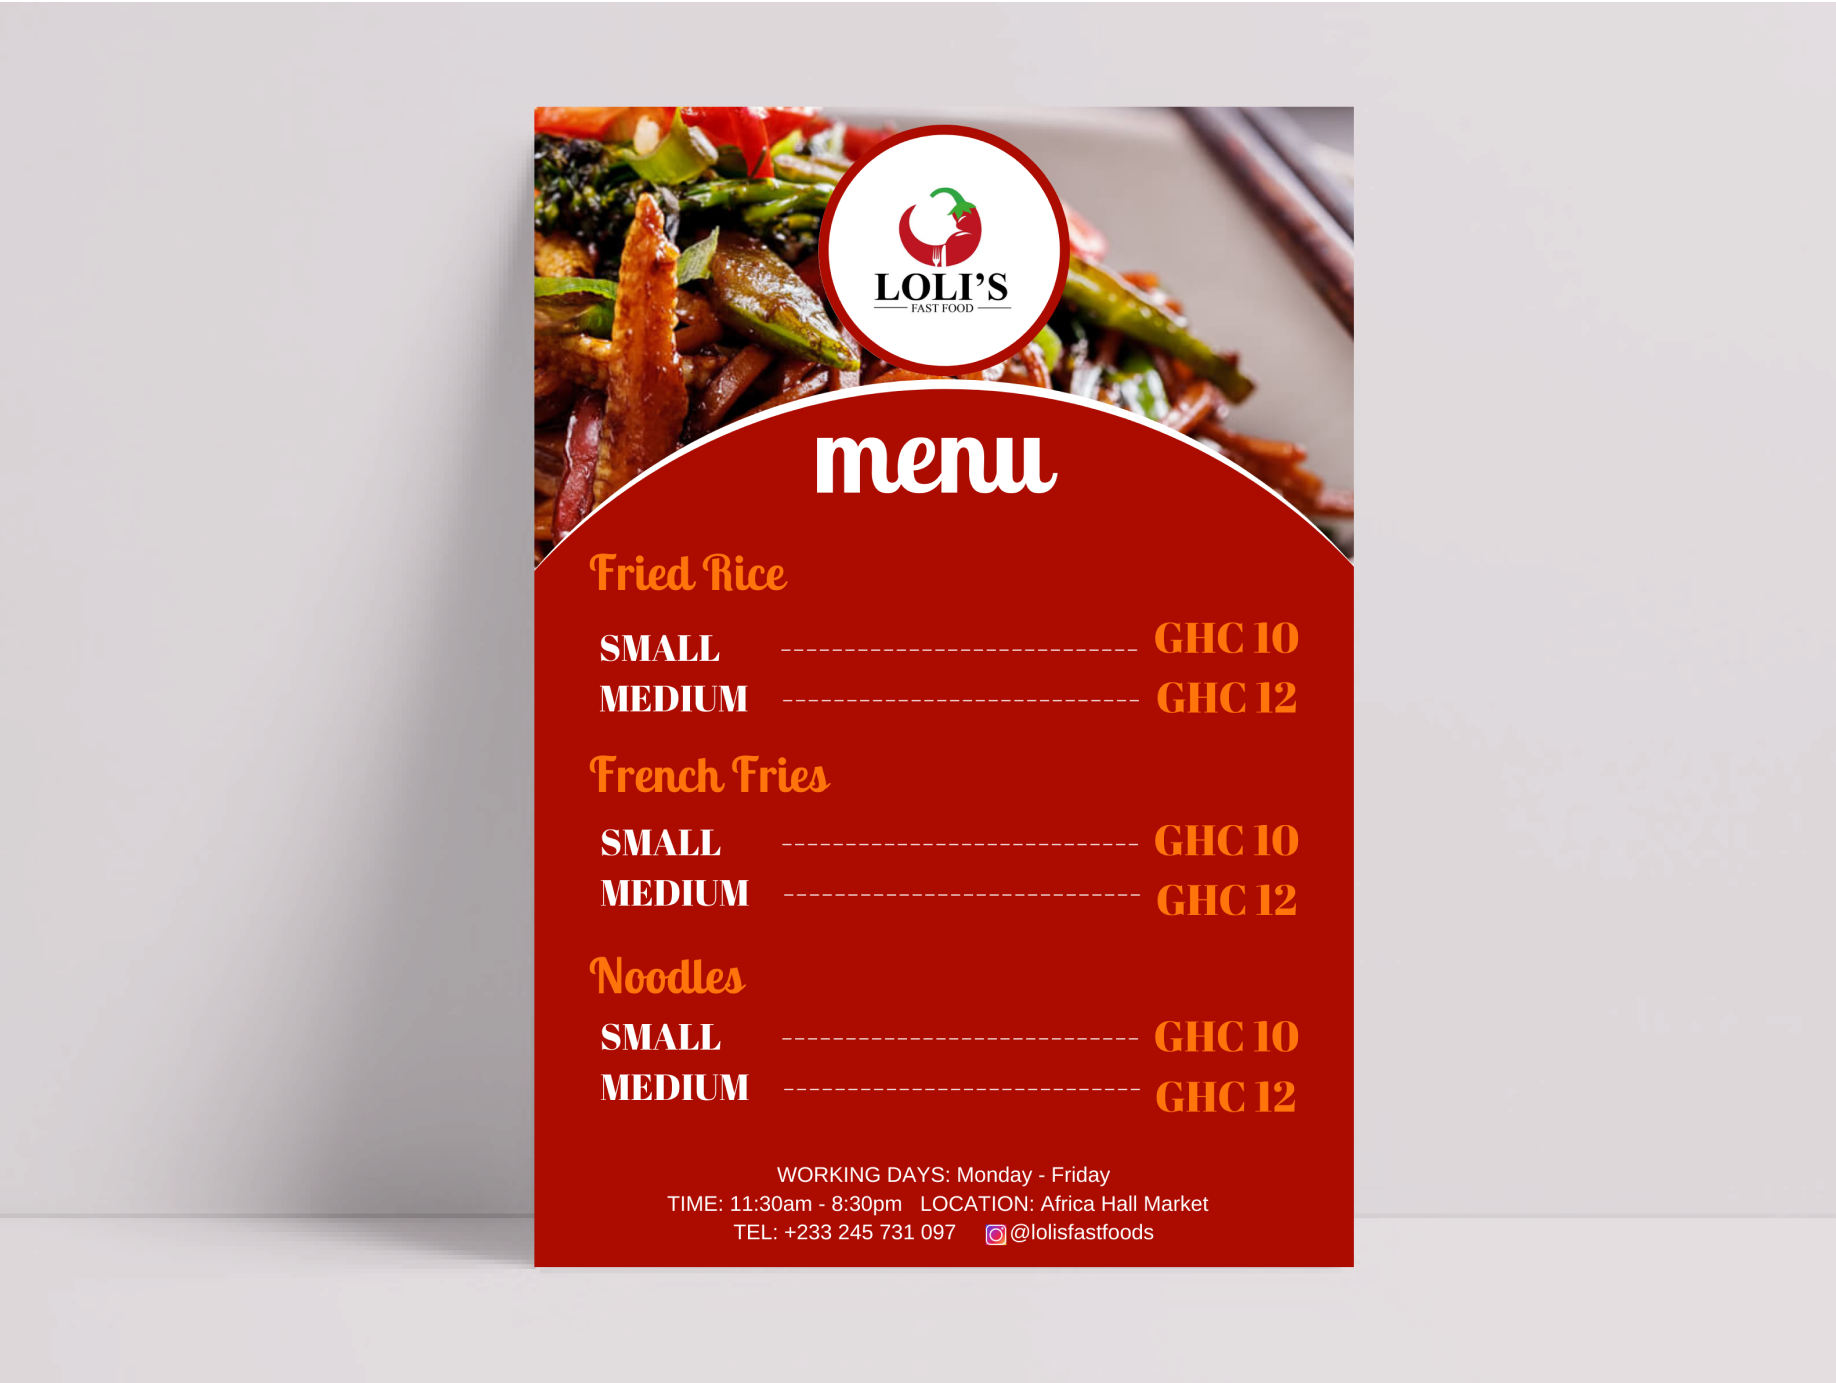 LOLI'S
FAST FOOD
menu
Fried Rice
SMALL --------------------------- GHC 10
MEDIUM --------------------------- GHC 12
French Fries
SMALL --------------------------- GHC 10
MEDIUM --------------------------- GHC 12
Noodles
SMALL --------------------------- GHC 10
MEDIUM --------------------------- GHC 12
WORKING DAYS: Monday - Friday
TIME: 11:30am - 8:30pm LOCATION: Africa Hall Market
TEL: +233 245 731 097 @lolisfastfoods